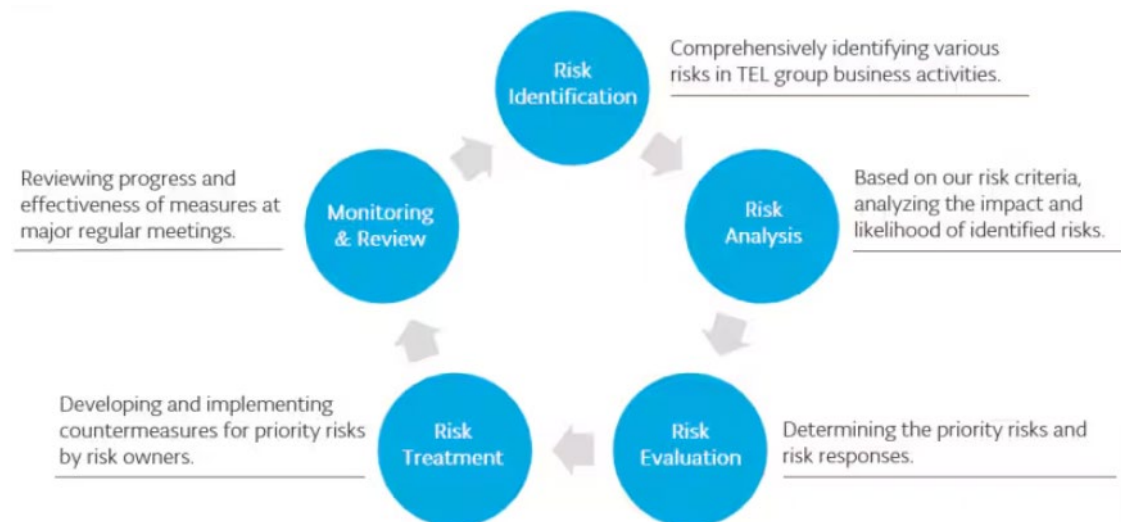 Risk
Identification
Comprehensively identifying various
risks in TEL group business activities.
Risk
Analysis
Based on our risk criteria,
analyzing the impact and
likelihood of identified risks.
Risk
Evaluation
Determining the priority risks and
risk responses.
Risk
Treatment
Developing and implementing
countermeasures for priority risks
by risk owners.
Monitoring
& Review
Reviewing progress and
effectiveness of measures at
major regular meetings.